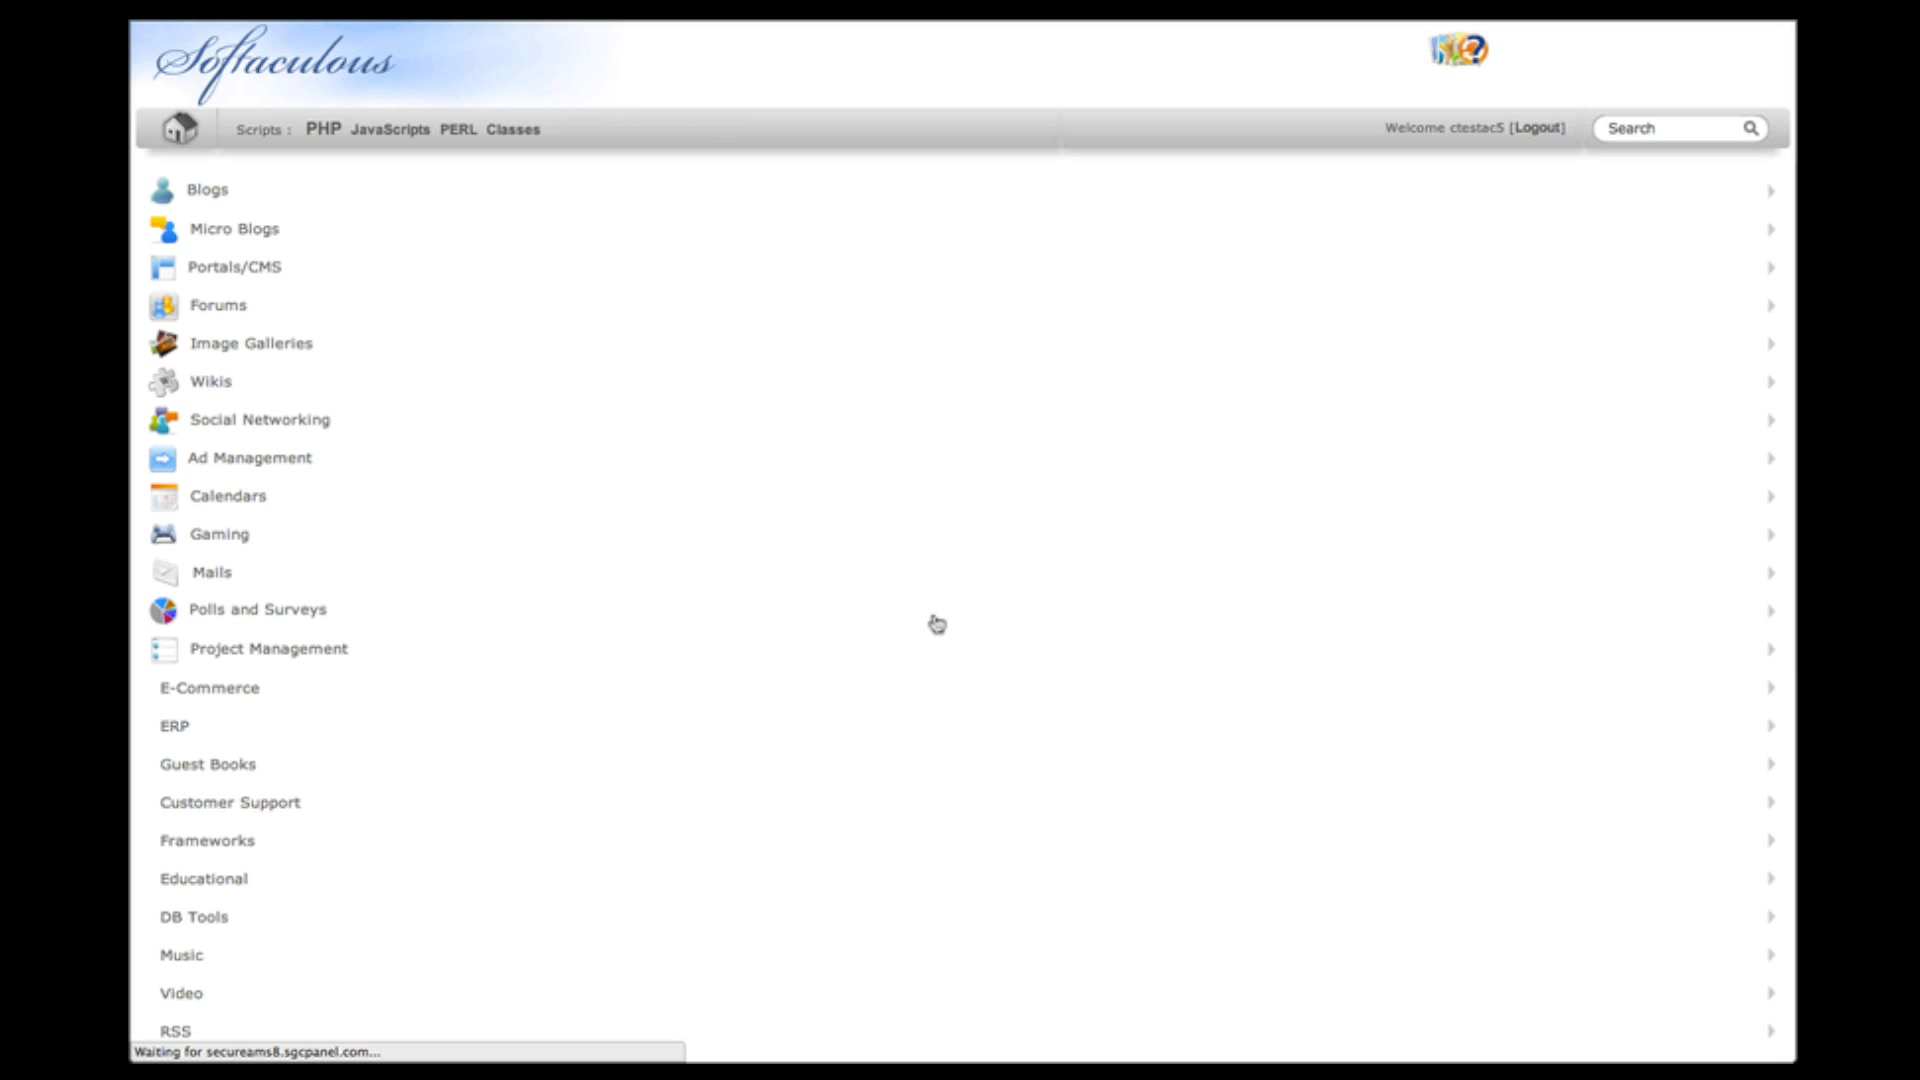 Softaculous
Scripts : PHP JavaScripts PERL Classes
Welcome ctestac5 [Logout]
Search
Blogs
Micro Blogs
Portals/CMS
Forums
Image Galleries
Wikis
Social Networking
Ad Management
Calendars
Gaming
Mails
Polls and Surveys
Project Management
E-Commerce
ERP
Guest Books
Customer Support
Frameworks
Educational
DB Tools
Music
Video
RSS
Waiting for secureams8.sgcpanel.com...